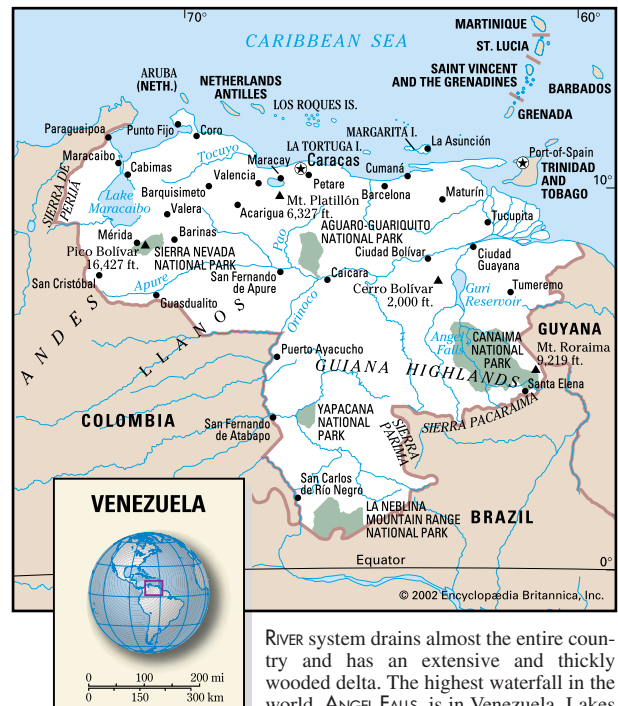 70°
60°
CARIBBEAN SEA
MARTINIQUE
ST. LUCIA
SAINT VINCENT
AND THE GRENADINES
BARBADOS
GRENADA
ARUBA
(NETH.)
NETHERLANDS
ANTILLES
LOS ROQUES IS.
MARGARITA I.
LA TORTUGA I.
La Asunción
Port-of-Spain
TRINIDAD
AND
TOBAGO
10°
Paraguaipoa
Punto Fijo
Coro
Tocuyo
Maracay
Caracas
Maracaibo
Cabimas
Valencia
Petare
Cumaná
Barcelona
Maturín
SIERRA DE
PERIJA
Lake
Maracaibo
Barquisimeto
Valera
Acarigua
Mt. Platillón
6,327 ft.
Tucupita
Mérida
Barinas
Pao
AGUARO-GUARIQUITO
NATIONAL PARK
Pico Bolívar
16,427 ft.
SIERRA NEVADA
NATIONAL PARK
Ciudad Bolívar
Ciudad
Guayana
San Cristóbal
Apure
San Fernando
de Apure
Caicara
Cerro Bolívar
2,000 ft.
Guri
Reservoir
Tumeremo
Guasdualito
Orinoco
ANDES
LLANOS
Angel
Falls
CANAIMA
NATIONAL
PARK
GUYANA
Mt. Roraima
9,219 ft.
Puerto Ayacucho
GUIANA HIGHLANDS
Santa Elena
SIERRA PACARAIMA
COLOMBIA
San Fernando
de Atabapo
YAPACANA
NATIONAL
PARK
SIERRA
PARIMA
San Carlos
de Río Negro
LA NEBLINA
MOUNTAIN RANGE
NATIONAL PARK
BRAZIL
Equator
0°
© 2002 Encyclopædia Britannica, Inc.
VENEZUELA
0 100 200 mi
0 150 300 km
RIVER system drains almost the entire coun-
try and has an extensive and thickly
wooded delta. The highest waterfall in the
world, ANGEL FALLS, is in Venezuela. Lakes